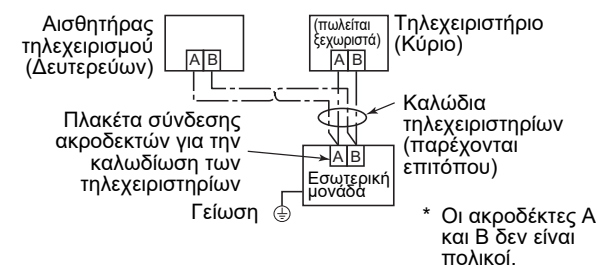 Αισθητήρας
τηλεχειρισμού
(Δευτερεύων)
A B
(πωλείται
ξεχωριστά)
A B
Τηλεχειριστήριο
(Κύριο)
Πλακέτα σύνδεσης
ακροδεκτών για την
καλωδίωση των
τηλεχειριστηρίων
A B
Εσωτερική
μονάδα
Γείωση
Καλώδια
τηλεχειριστηρίων
(παρέχονται
επιτόπου)
* Οι ακροδέκτες A
και B δεν είναι
πολικοί.